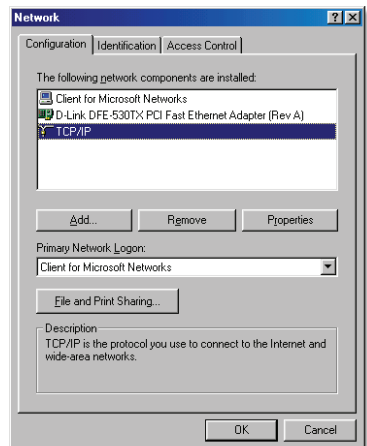 Network
Configuration Identification Access Control
The following network components are installed:
Client for Microsoft Networks
D-Link DFE-530TX PCI Fast Ethernet Adapter (Rev A)
TCP/IP
Add... Remove Properties
Primary Network Logon:
Client for Microsoft Networks
File and Print Sharing...
Description
TCP/IP is the protocol you use to connect to the Internet and
wide-area networks.
OK Cancel